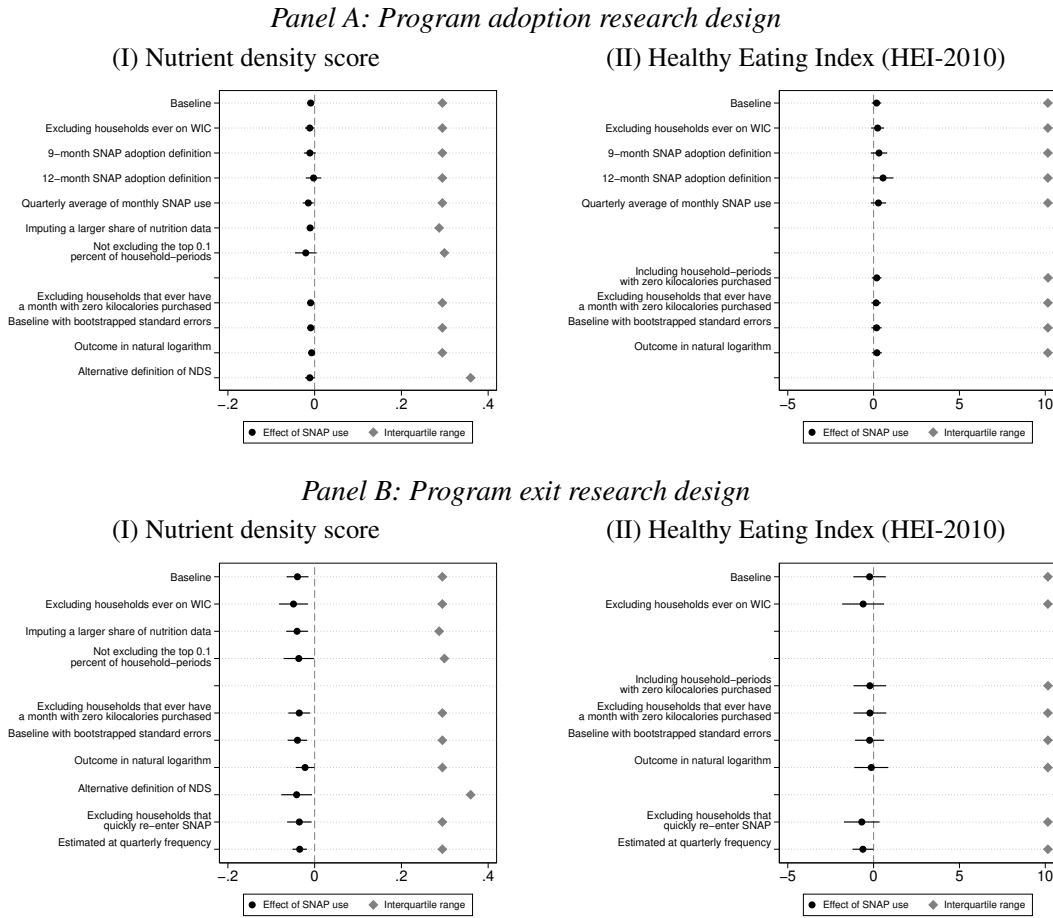 Panel A: Program adoption research design
(I) Nutrient density score
Baseline
Excluding households ever on WIC
9−month SNAP adoption definition
12−month SNAP adoption definition
Quarterly average of monthly SNAP use
Imputing a larger share of nutrition data
Not excluding the top 0.1
percent of household−periods
Excluding households that ever have
a month with zero kilocalories purchased
Baseline with bootstrapped standard errors
Outcome in natural logarithm
Alternative definition of NDS
−.2 0 .2 .4
Effect of SNAP use Interquartile range
(II) Healthy Eating Index (HEI-2010)
Baseline
Excluding households ever on WIC
9−month SNAP adoption definition
12−month SNAP adoption definition
Quarterly average of monthly SNAP use
Including household−periods
with zero kilocalories purchased
Excluding households that ever have
a month with zero kilocalories purchased
Baseline with bootstrapped standard errors
Outcome in natural logarithm
−5 0 5 10
Effect of SNAP use Interquartile range
Panel B: Program exit research design
(I) Nutrient density score
Baseline
Excluding households ever on WIC
Imputing a larger share of nutrition data
Not excluding the top 0.1
percent of household−periods
Excluding households that ever have
a month with zero kilocalories purchased
Baseline with bootstrapped standard errors
Outcome in natural logarithm
Alternative definition of NDS
Excluding households that
quickly re−enter SNAP
Estimated at quarterly frequency
−.2 0 .2 .4
Effect of SNAP use Interquartile range
(II) Healthy Eating Index (HEI-2010)
Baseline
Excluding households ever on WIC
Including household−periods
with zero kilocalories purchased
Excluding households that ever have
a month with zero kilocalories purchased
Baseline with bootstrapped standard errors
Outcome in natural logarithm
Excluding households that
quickly re−enter SNAP
Estimated at quarterly frequency
−5 0 5 10
Effect of SNAP use Interquartile range